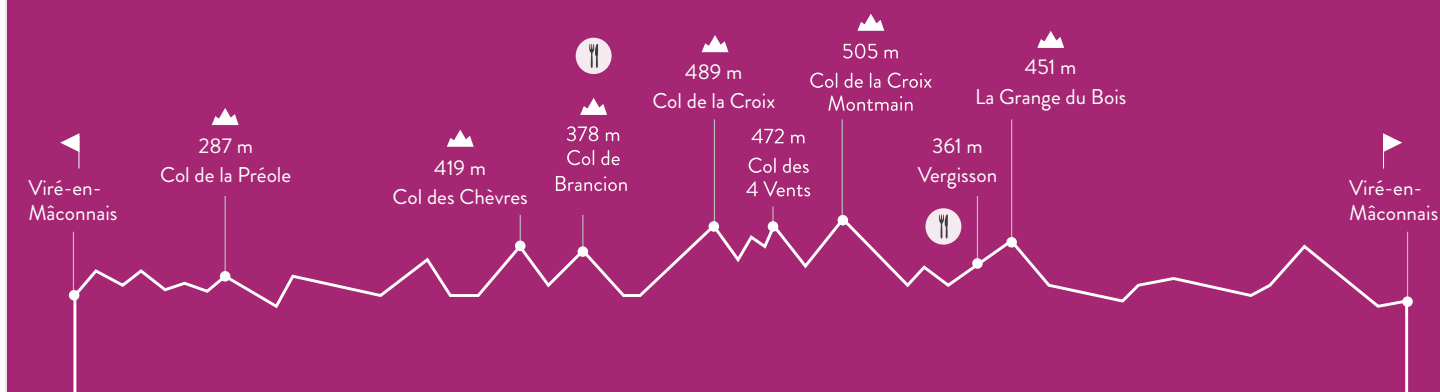 Viré-en-
Mâconnais
287 m
Col de la Préole
419 m
Col des Chèvres
378 m
Col de
Brancion
489 m
Col de la Croix
472 m
Col des
4 Vents
505 m
Col de la Croix
Montmain
361 m
Vergisson
451 m
La Grange du Bois
Viré-en-
Mâconnais